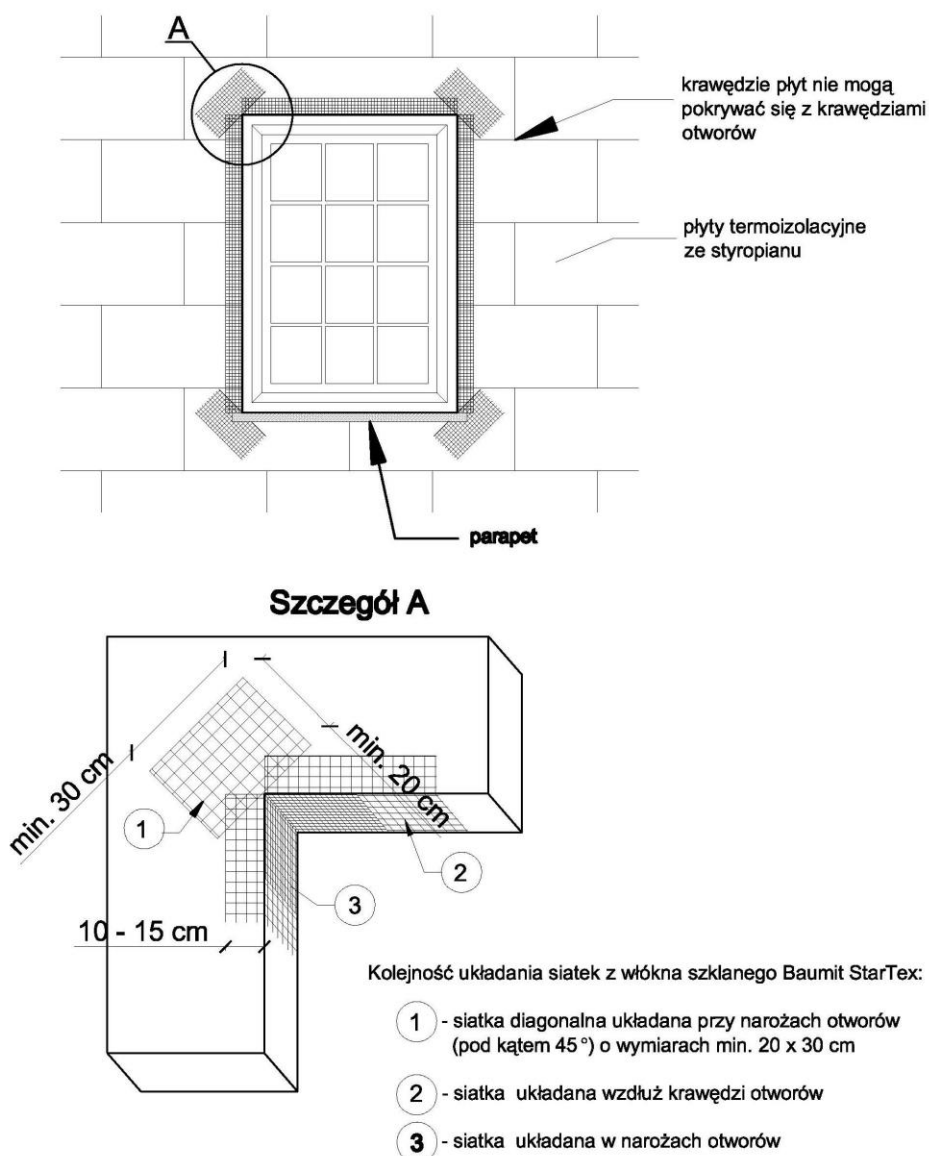 A
krawędzie płyt nie mogą
pokrywać się z krawędziami
otworów
płyty termoizolacyjne
ze styropianu
parapet
Szczegół A
min. 30 cm
min. 20 cm
1
2
3
10 - 15 cm
Kolejność układania siatek z włókna szklanego Baumit StarTex:
1 - siatka diagonalna układana przy narożach otworów
(pod kątem 45°) o wymiarach min. 20 x 30 cm
2 - siatka układana wzdłuż krawędzi otworów
3 - siatka układana w narożach otworów